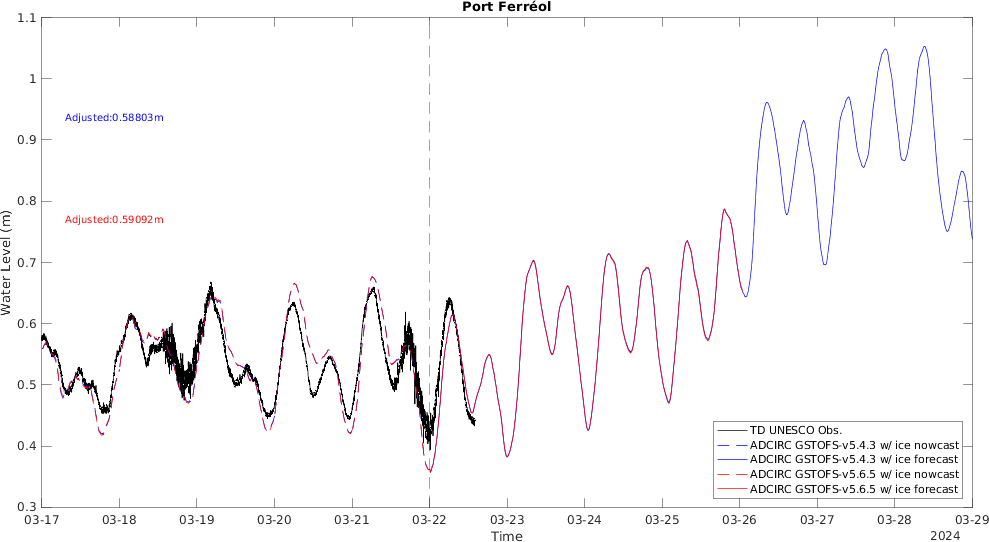 Port Ferréol
Water Level (m)
1.1
1
0.9
0.8
0.7
0.6
0.5
0.4
0.3
Adjusted:0.58803m
Adjusted:0.59092m
TD UNESCO Obs.
ADCIRC GSTOFS-v5.4.3 w/ ice nowcast
ADCIRC GSTOFS-v5.4.3 w/ ice forecast
ADCIRC GSTOFS-v5.6.5 w/ ice nowcast
ADCIRC GSTOFS-v5.6.5 w/ ice forecast
03-17 03-18 03-19 03-20 03-21 03-22 03-23 03-24 03-25 03-26 03-27 03-28 03-29
Time
2024